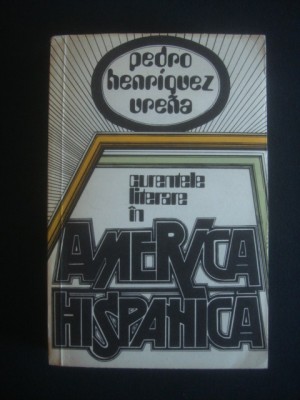 pedro
henríquez
ureña
curentele
literare
în
AMERICA
HISPANICA